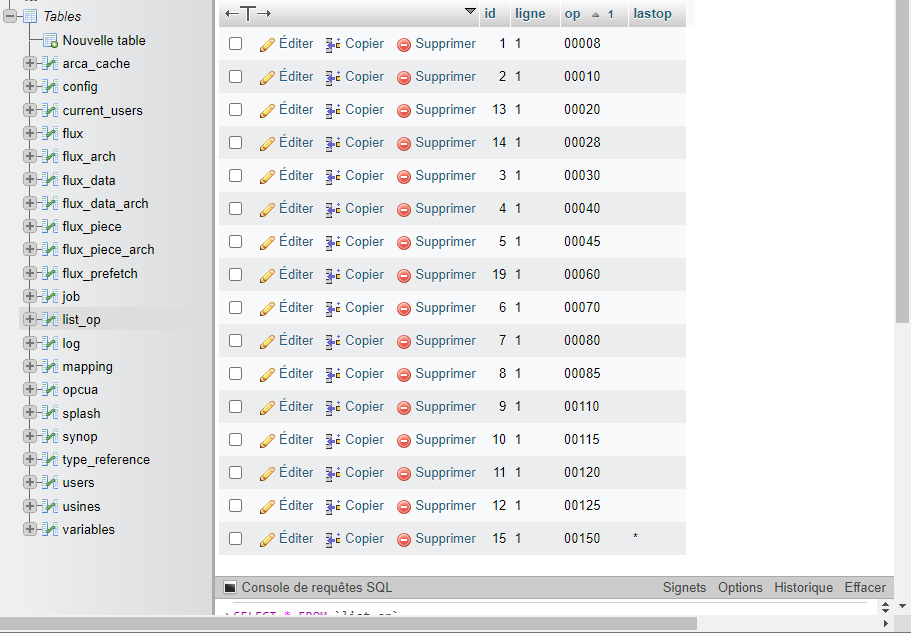 Tables
Nouvelle table
arca_cache
config
current_users
flux
flux_arch
flux_data
flux_data_arch
flux_piece
flux_piece_arch
flux_prefetch
job
list_op
log
mapping
opcua
splash
synop
type_reference
users
usines
variables
←T→ id ligne op 1 lastop
Éditer Copier Supprimer 1 1 00008
Éditer Copier Supprimer 2 1 00010
Éditer Copier Supprimer 13 1 00020
Éditer Copier Supprimer 14 1 00028
Éditer Copier Supprimer 3 1 00030
Éditer Copier Supprimer 4 1 00040
Éditer Copier Supprimer 5 1 00045
Éditer Copier Supprimer 19 1 00060
Éditer Copier Supprimer 6 1 00070
Éditer Copier Supprimer 7 1 00080
Éditer Copier Supprimer 8 1 00085
Éditer Copier Supprimer 9 1 00110
Éditer Copier Supprimer 10 1 00115
Éditer Copier Supprimer 11 1 00120
Éditer Copier Supprimer 12 1 00125
Éditer Copier Supprimer 15 1 00150 *
Console de requêtes SQL Signets Options Historique Effacer
>SELECT * FROM `list_op`